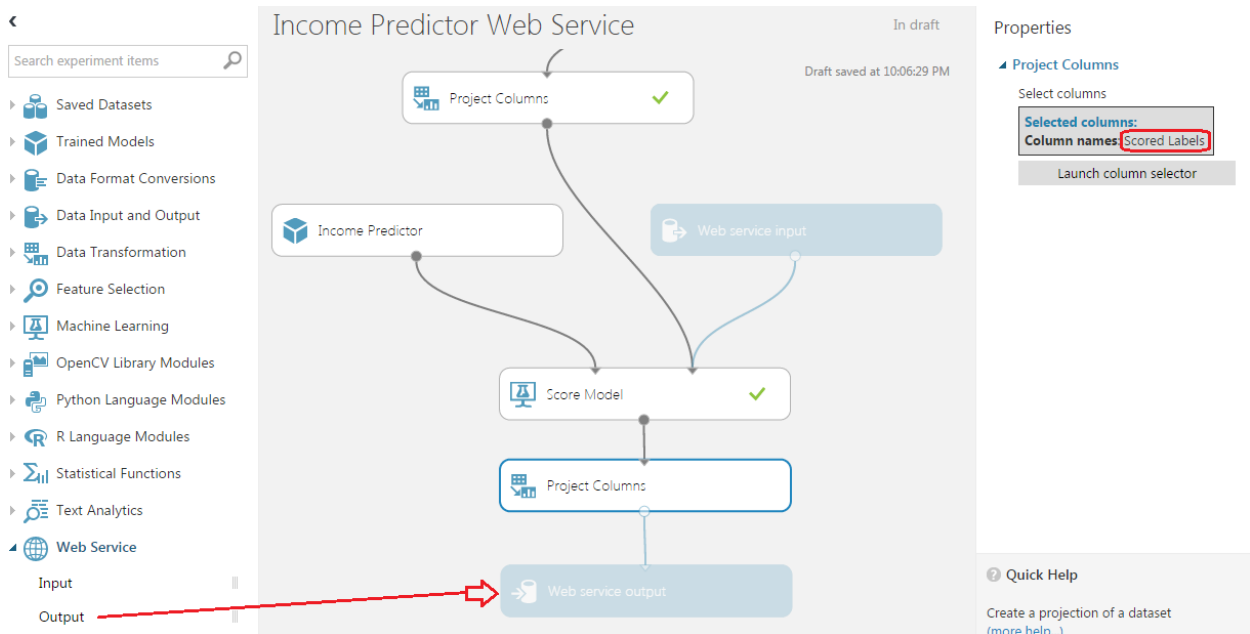 Income Predictor Web Service
In draft
Draft saved at 10:06:29 PM
Search experiment items
Saved Datasets
Trained Models
Data Format Conversions
Data Input and Output
Data Transformation
Feature Selection
Machine Learning
OpenCV Library Modules
Python Language Modules
R Language Modules
Statistical Functions
Text Analytics
Web Service
Input
Output
Project Columns
Income Predictor
Web service input
Score Model
Project Columns
Web service output
Properties
Project Columns
Select columns
Selected columns:
Column names: Scored Labels
Launch column selector
Quick Help
Create a projection of a dataset
(more help...)